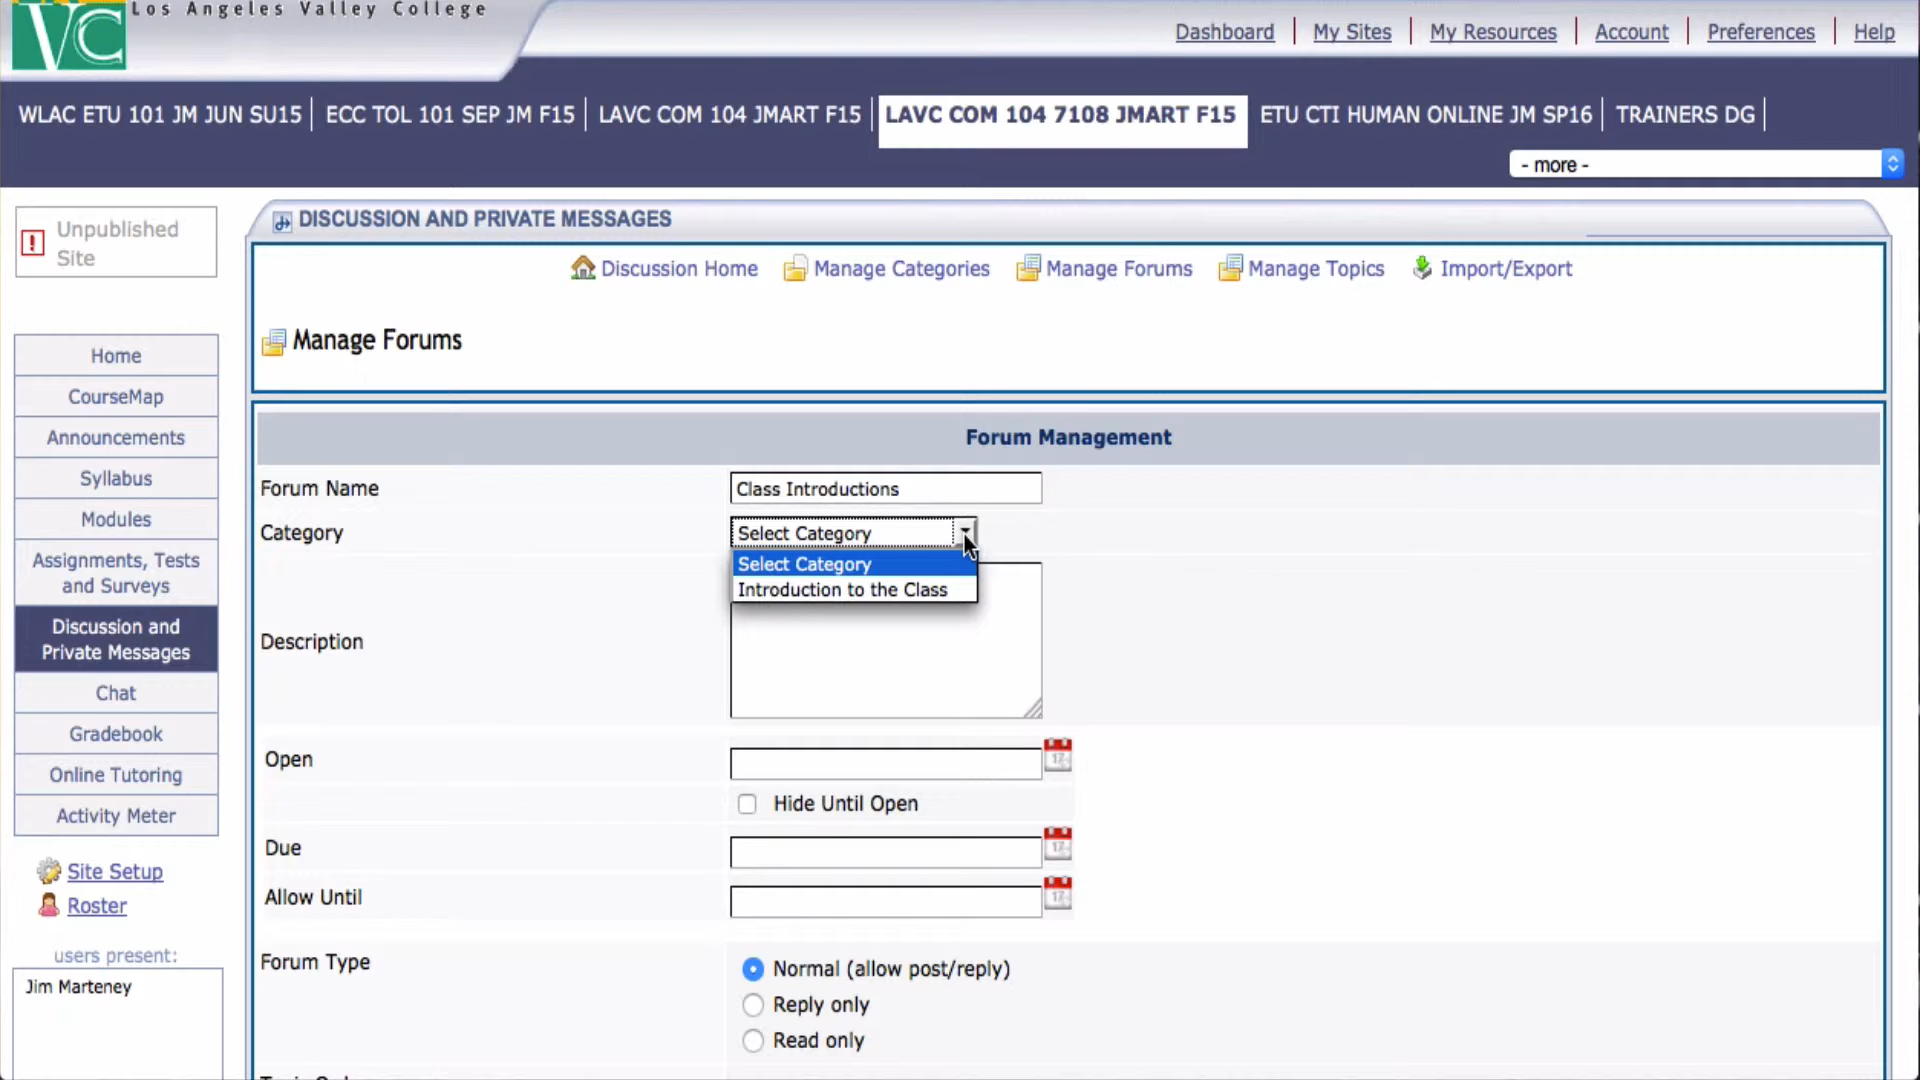 Los Angeles Valley College
VC
Dashboard
My Sites
My Resources
Account
Preferences
Help
WLAC ETU 101 JM JUN SU15
ECC TOL 101 SEP JM F15
LAVC COM 104 JMART F15
LAVC COM 104 7108 JMART F15
ETU CTI HUMAN ONLINE JM SP16
TRAINERS DG
- more -
Unpublished
Site
DISCUSSION AND PRIVATE MESSAGES
Discussion Home
Manage Categories
Manage Forums
Manage Topics
Import/Export
Manage Forums
Home
CourseMap
Announcements
Syllabus
Modules
Assignments, Tests
and Surveys
Discussion and
Private Messages
Chat
Gradebook
Online Tutoring
Activity Meter
Site Setup
Roster
users present:
Jim Marteney
Forum Management
Forum Name
Class Introductions
Category
Select Category
Select Category
Introduction to the Class
Description
Open
17
Hide Until Open
Due
17
Allow Until
17
Forum Type
Normal (allow post/reply)
Reply only
Read only